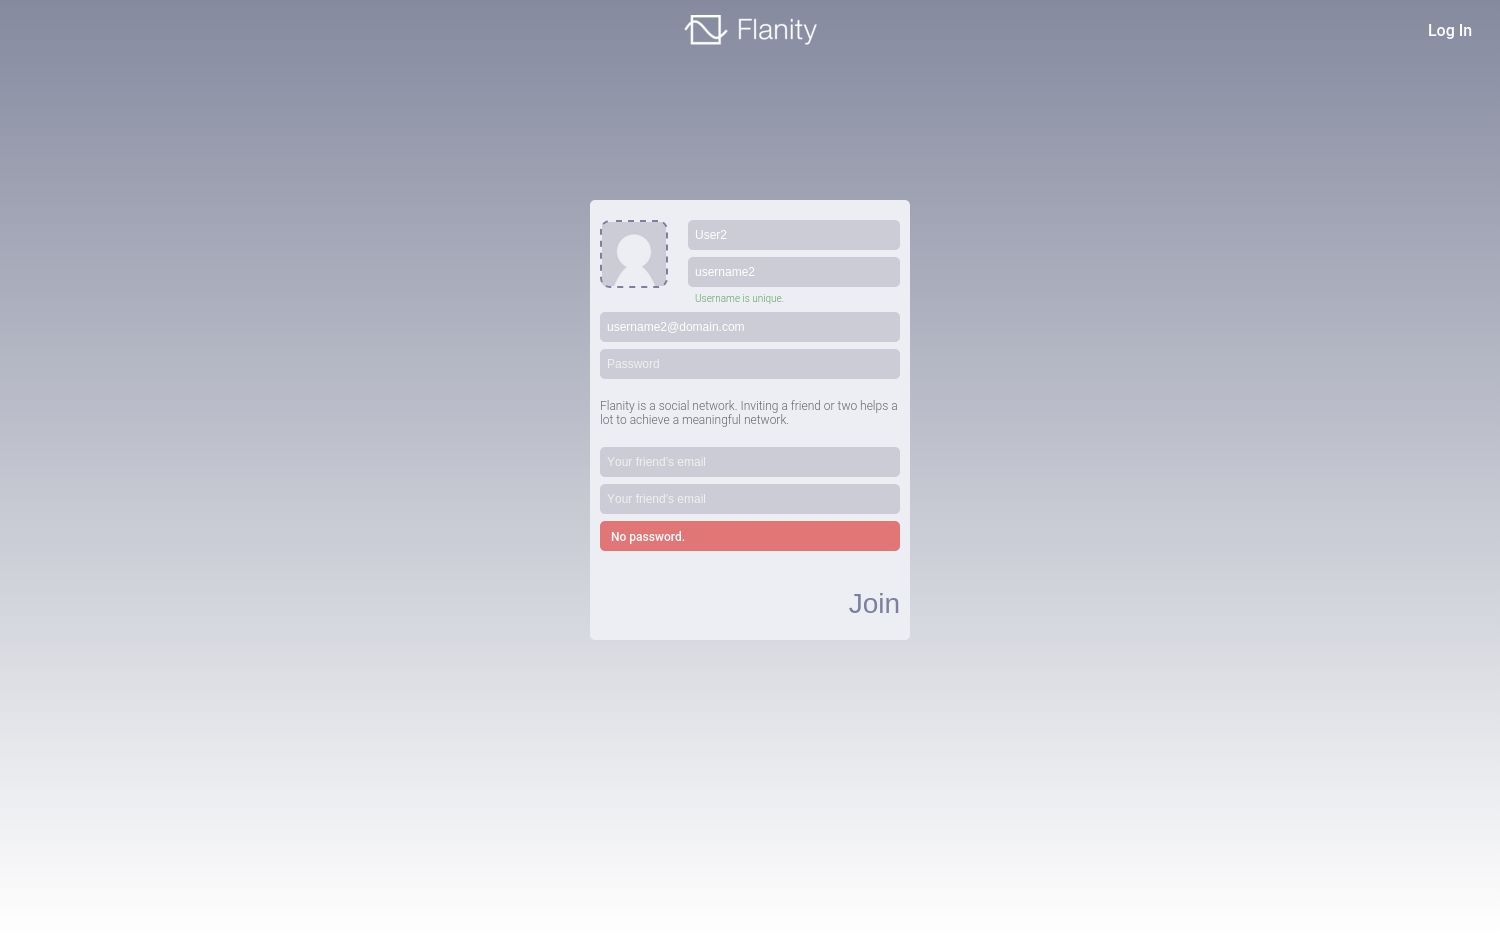 Flanity
Log In
User2
username2
Username is unique.
username2@domain.com
Password
Flanity is a social network. Inviting a friend or two helps a
lot to achieve a meaningful network.
Your friend's email
Your friend's email
No password.
Join